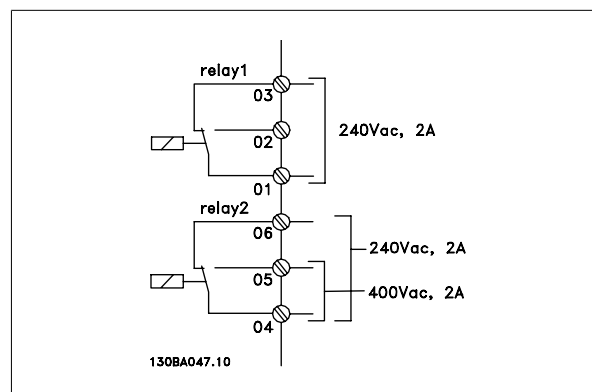 relay1
03
02
240Vac, 2A
01
relay2
06
240Vac, 2A
05
400Vac, 2A
04
130BA047.10